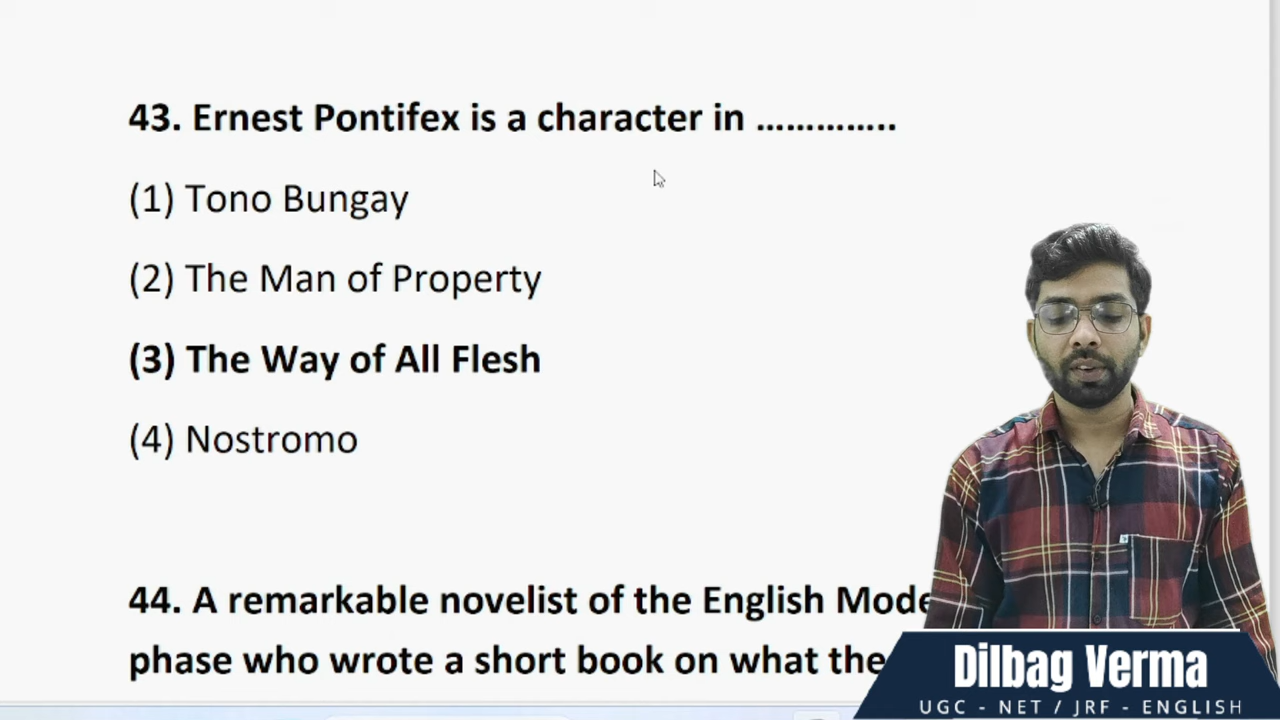 43. Ernest Pontifex is a character in …………..
(1) Tono Bungay
(2) The Man of Property
(3) The Way of All Flesh
(4) Nostromo
44. A remarkable novelist of the English Mode
phase who wrote a short book on what the
Dilbag Verma
UGC - NET / JRF - ENGLISH